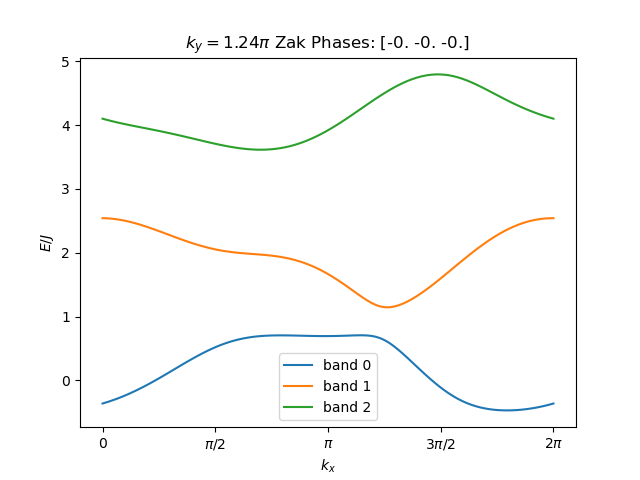 k_y = 1.24π Zak Phases: [-0. -0. -0.]
5
4
3
2
1
0
E/J
band 0
band 1
band 2
0
π/2
π
3π/2
2π
k_x